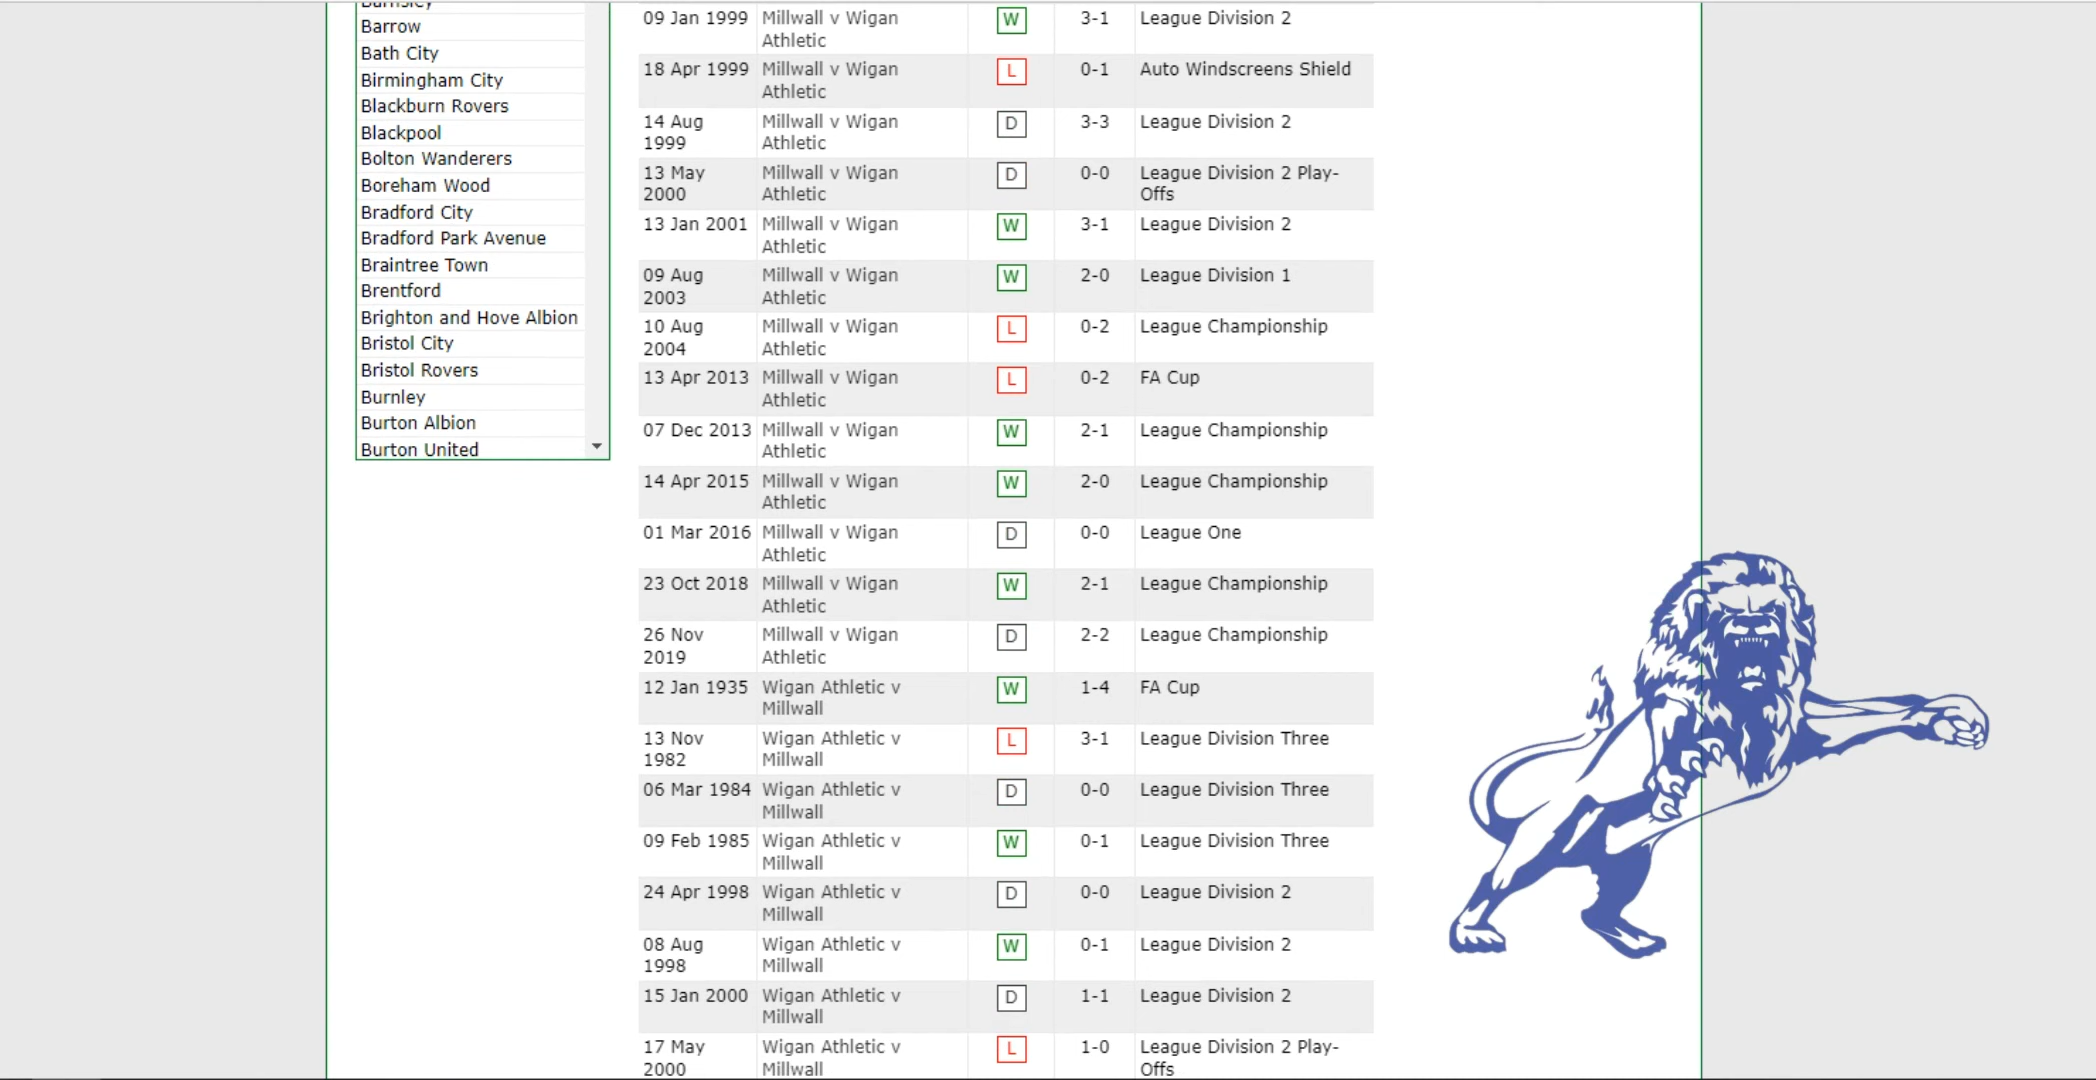 Barnsley
Barrow
Bath City
Birmingham City
Blackburn Rovers
Blackpool
Bolton Wanderers
Boreham Wood
Bradford City
Bradford Park Avenue
Braintree Town
Brentford
Brighton and Hove Albion
Bristol City
Bristol Rovers
Burnley
Burton Albion
Burton United
09 Jan 1999 Millwall v Wigan W 3-1 League Division 2
Athletic
18 Apr 1999 Millwall v Wigan L 0-1 Auto Windscreens Shield
Athletic
14 Aug Millwall v Wigan D 3-3 League Division 2
1999 Athletic
13 May Millwall v Wigan D 0-0 League Division 2 Play-
2000 Athletic Offs
13 Jan 2001 Millwall v Wigan W 3-1 League Division 2
Athletic
09 Aug Millwall v Wigan W 2-0 League Division 1
2003 Athletic
10 Aug Millwall v Wigan L 0-2 League Championship
2004 Athletic
13 Apr 2013 Millwall v Wigan L 0-2 FA Cup
Athletic
07 Dec 2013 Millwall v Wigan W 2-1 League Championship
Athletic
14 Apr 2015 Millwall v Wigan W 2-0 League Championship
Athletic
01 Mar 2016 Millwall v Wigan D 0-0 League One
Athletic
23 Oct 2018 Millwall v Wigan W 2-1 League Championship
Athletic
26 Nov Millwall v Wigan D 2-2 League Championship
2019 Athletic
12 Jan 1935 Wigan Athletic v W 1-4 FA Cup
Millwall
13 Nov Wigan Athletic v L 3-1 League Division Three
1982 Millwall
06 Mar 1984 Wigan Athletic v D 0-0 League Division Three
Millwall
09 Feb 1985 Wigan Athletic v W 0-1 League Division Three
Millwall
24 Apr 1998 Wigan Athletic v D 0-0 League Division 2
Millwall
08 Aug Wigan Athletic v W 0-1 League Division 2
1998 Millwall
15 Jan 2000 Wigan Athletic v D 1-1 League Division 2
Millwall
17 May Wigan Athletic v L 1-0 League Division 2 Play-
2000 Millwall Offs